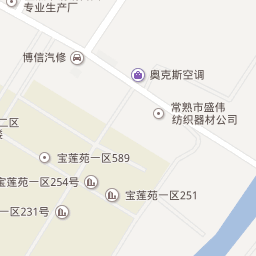 专业生产厂
博信汽修
奥克斯空调
常熟市盛伟
纺织器材公司
二区
宝莲苑一区589
宝莲苑一区254号
宝莲苑一区251
苑一区231号